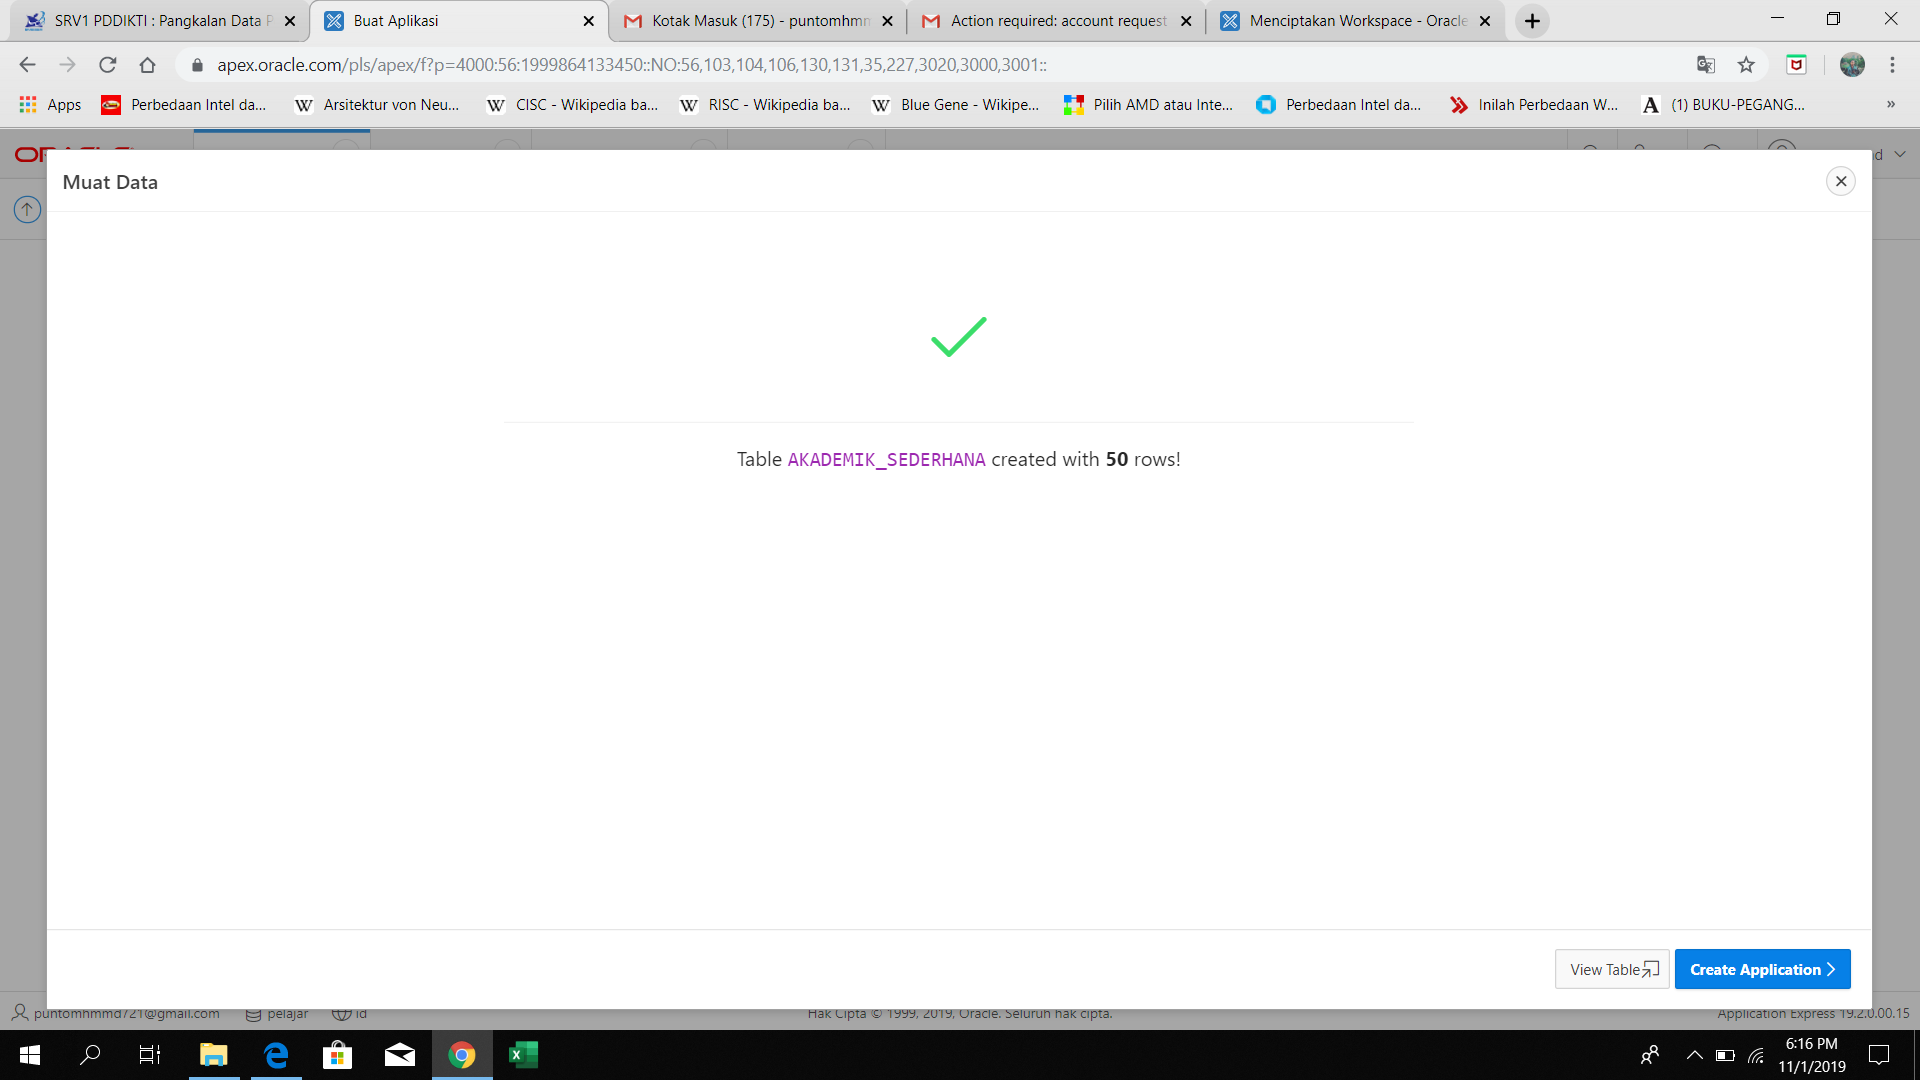 SRV1 PDDIKTI : Pangkalan Data P
Buat Aplikasi
Kotak Masuk (175) - puntomhmm
Action required: account request
Menciptakan Workspace - Oracle
apex.oracle.com/pls/apex/f?p=4000:56:1999864133450::NO:56,103,104,106,130,131,35,227,3020,3000,3001::
Apps
Perbedaan Intel da...
Arsitektur von Neu...
CISC - Wikipedia ba...
RISC - Wikipedia ba...
Blue Gene - Wikipe...
Pilih AMD atau Inte...
Perbedaan Intel da...
Inilah Perbedaan W...
(1) BUKU-PEGANG...
»
Muat Data
Table AKADEMIK_SEDERHANA created with 50 rows!
View Table
Create Application
puntomhmmd721@gmail.com
pelajar
id
Hak Cipta © 1999, 2019, Oracle. Seluruh hak cipta.
Application Express 19.2.0.00.15
6:16 PM
11/1/2019